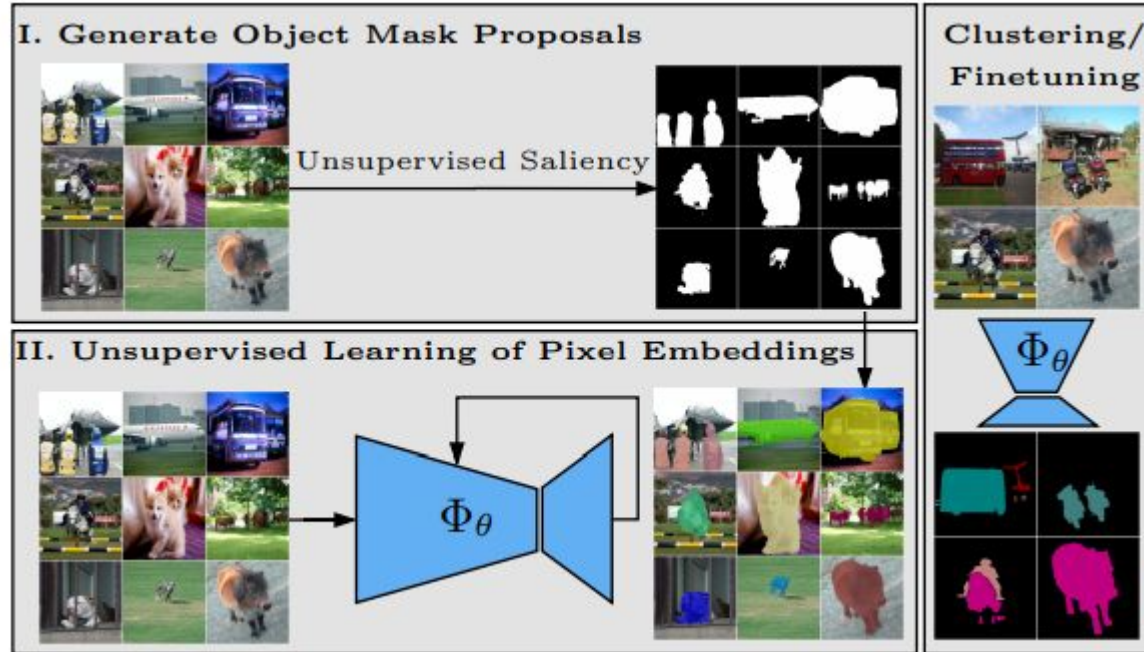 I. Generate Object Mask Proposals
Unsupervised Saliency
II. Unsupervised Learning of Pixel Embeddings
Φθ
Clustering/
Finetuning
Φθ